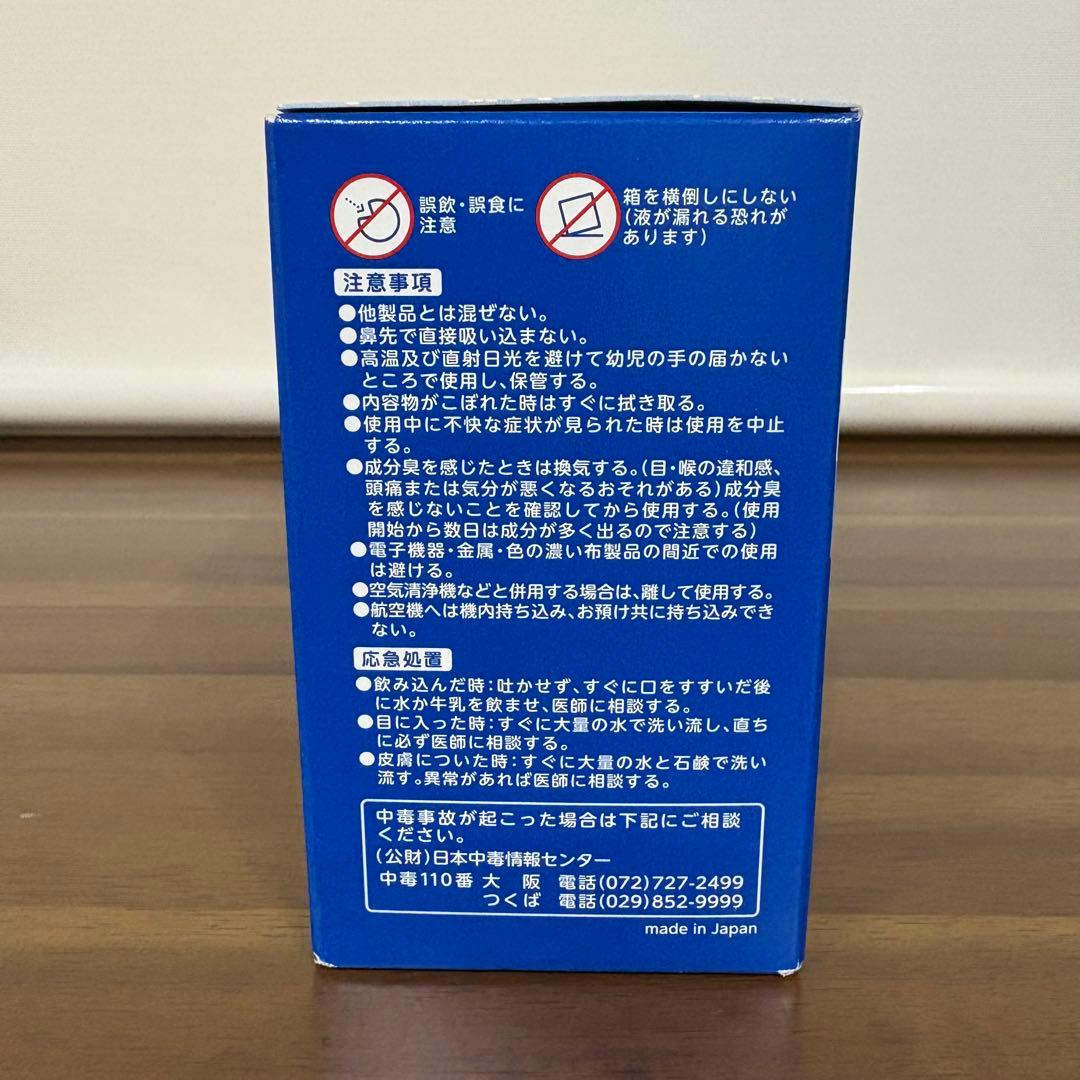 誤飲・誤食に
注意
箱を横倒しにしない
(液が漏れる恐れが
あります)
注意事項
●他製品とは混ぜない。
●鼻先で直接吸い込まない。
●高温及び直射日光を避けて幼児の手の届かない
ところで使用し、保管する。
●内容物がこぼれた時はすぐに拭き取る。
●使用中に不快な症状が見られた時は使用を中止
する。
●成分臭を感じたときは換気する。(目・喉の違和感、
頭痛または気分が悪くなるおそれがある)成分臭
を感じないことを確認してから使用する。(使用
開始から数日は成分が多く出るので注意する)
●電子機器・金属・色の濃い布製品の間近での使用
は避ける。
●空気清浄機などと併用する場合は、離して使用する。
●航空機へは機内持ち込み、お預け共に持ち込みでき
ない。
応急処置
●飲み込んだ時:吐かせず、すぐに口をすすいだ後
に水か牛乳を飲ませ、医師に相談する。
●目に入った時:すぐに大量の水で洗い流し、直ち
に必ず医師に相談する。
●皮膚についた時:すぐに大量の水と石鹸で洗い
流す。異常があれば医師に相談する。
中毒事故が起こった場合は下記にご相談
ください。
(公財)日本中毒情報センター
中毒110番 大 阪 電話(072)727-2499
つくば 電話(029)852-9999
made in Japan